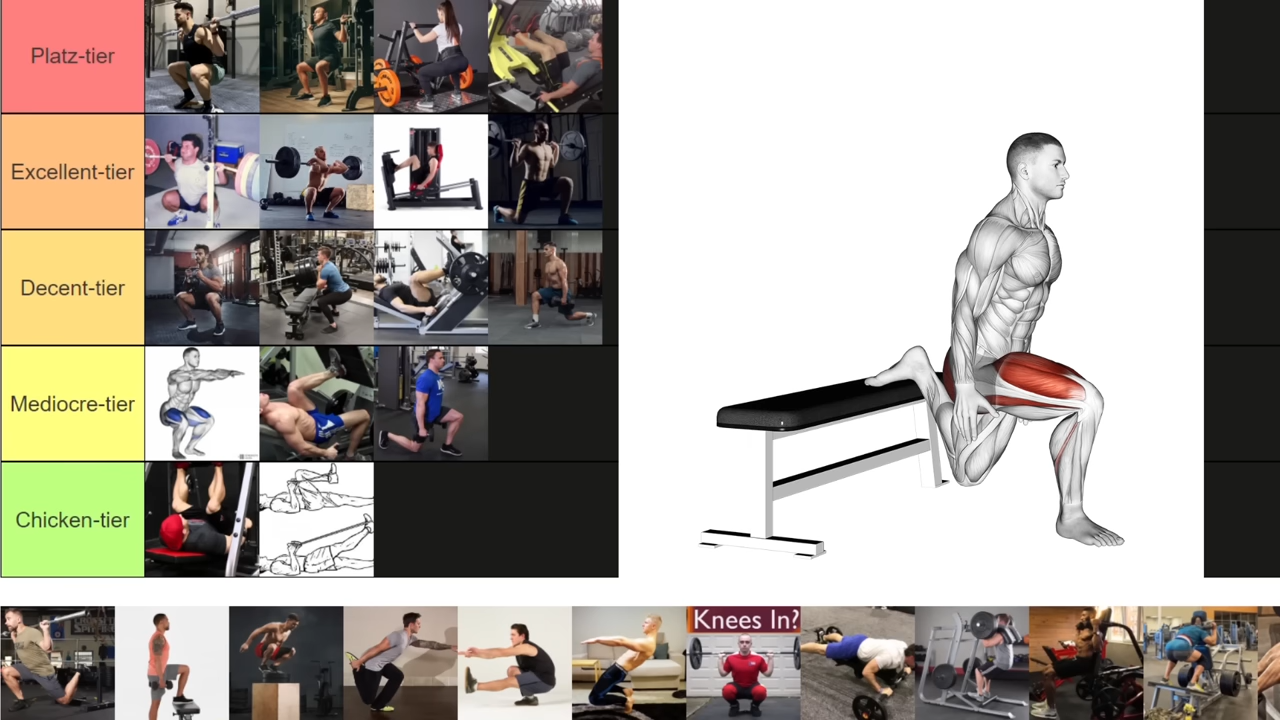 Platz-tier
Excellent-tier
Decent-tier
Mediocre-tier
Chicken-tier
Knees In?